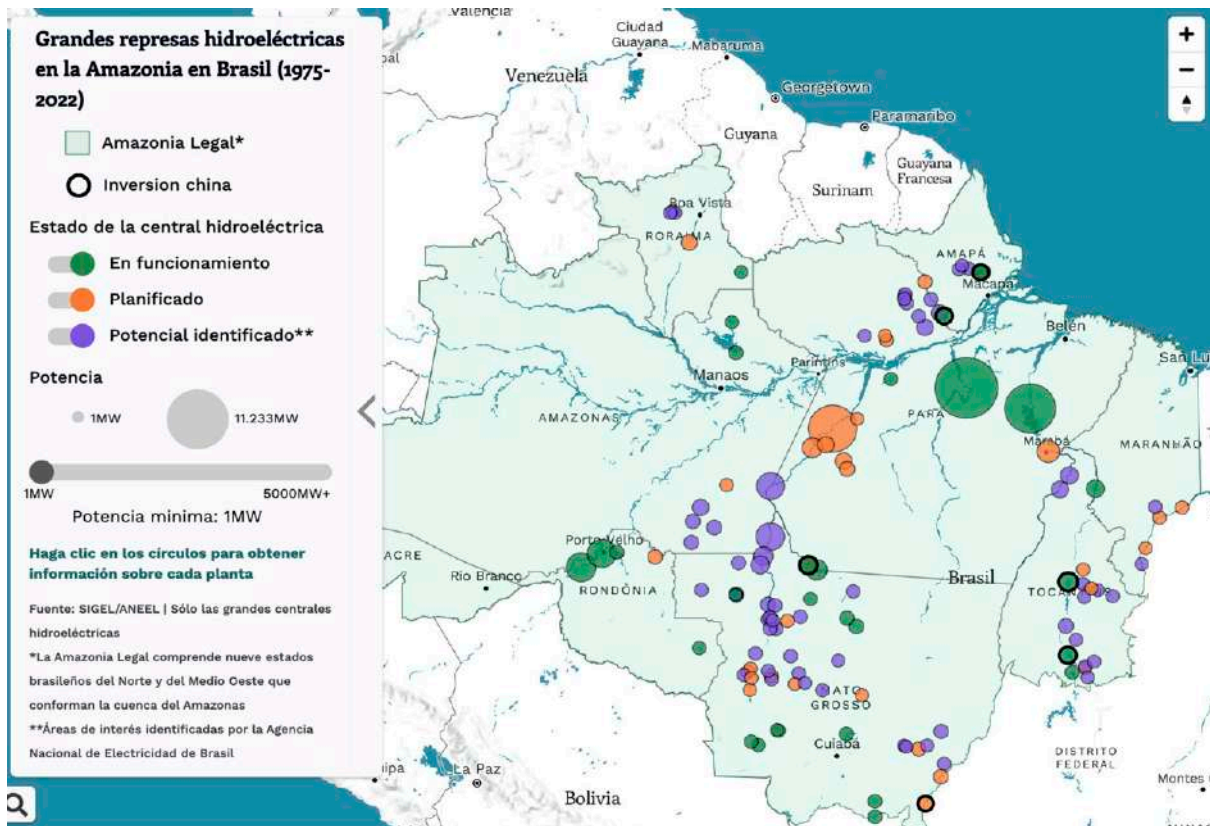 Grandes represas hidroeléctricas
en la Amazonia en Brasil (1975-
2022)
Amazonia Legal*
Inversion china
Estado de la central hidroeléctrica
En funcionamiento
Planificado
Potencial identificado**
Potencia
1MW
11.233MW
1MW
5000MW+
Potencia minima: 1MW
Haga clic en los círculos para obtener
información sobre cada planta
Fuente: SIGEL/ANEEL | Sólo las grandes centrales
hidroeléctricas
*La Amazonia Legal comprende nueve estados
brasileños del Norte y del Medio Oeste que
conforman la cuenca del Amazonas
**Áreas de interés identificadas por la Agencia
Nacional de Electricidad de Brasil
Valencia
Ciudad
Guayana
Mabaruma
Venezuela
Georgetown
Paramaribo
Guyana
Guayana
Francesa
Surinam
Boa Vista
RORAIMA
AMAPÁ
Macapá
Belén
San Lu
Parintins
Manaos
AMAZONAS
PARÁ
Marabá
MARANHÃO
Porto Velho
ACRE
Rio Branco
RONDÔNIA
Brasil
MATO
GROSSO
Cuiabá
DISTRITO
FEDERAL
La Paz
Bolivia
Montes
+
−